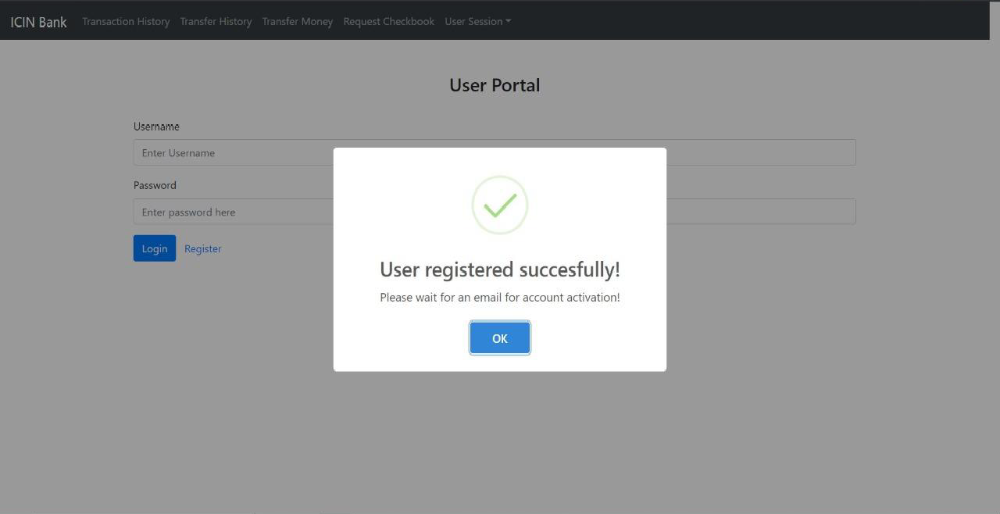 ICIN Bank Transaction History Transfer History Transfer Money Request Checkbook User Session
User Portal
Username
Enter Username
Password
Enter password here
Login Register
User registered succesfully!
Please wait for an email for account activation!
OK